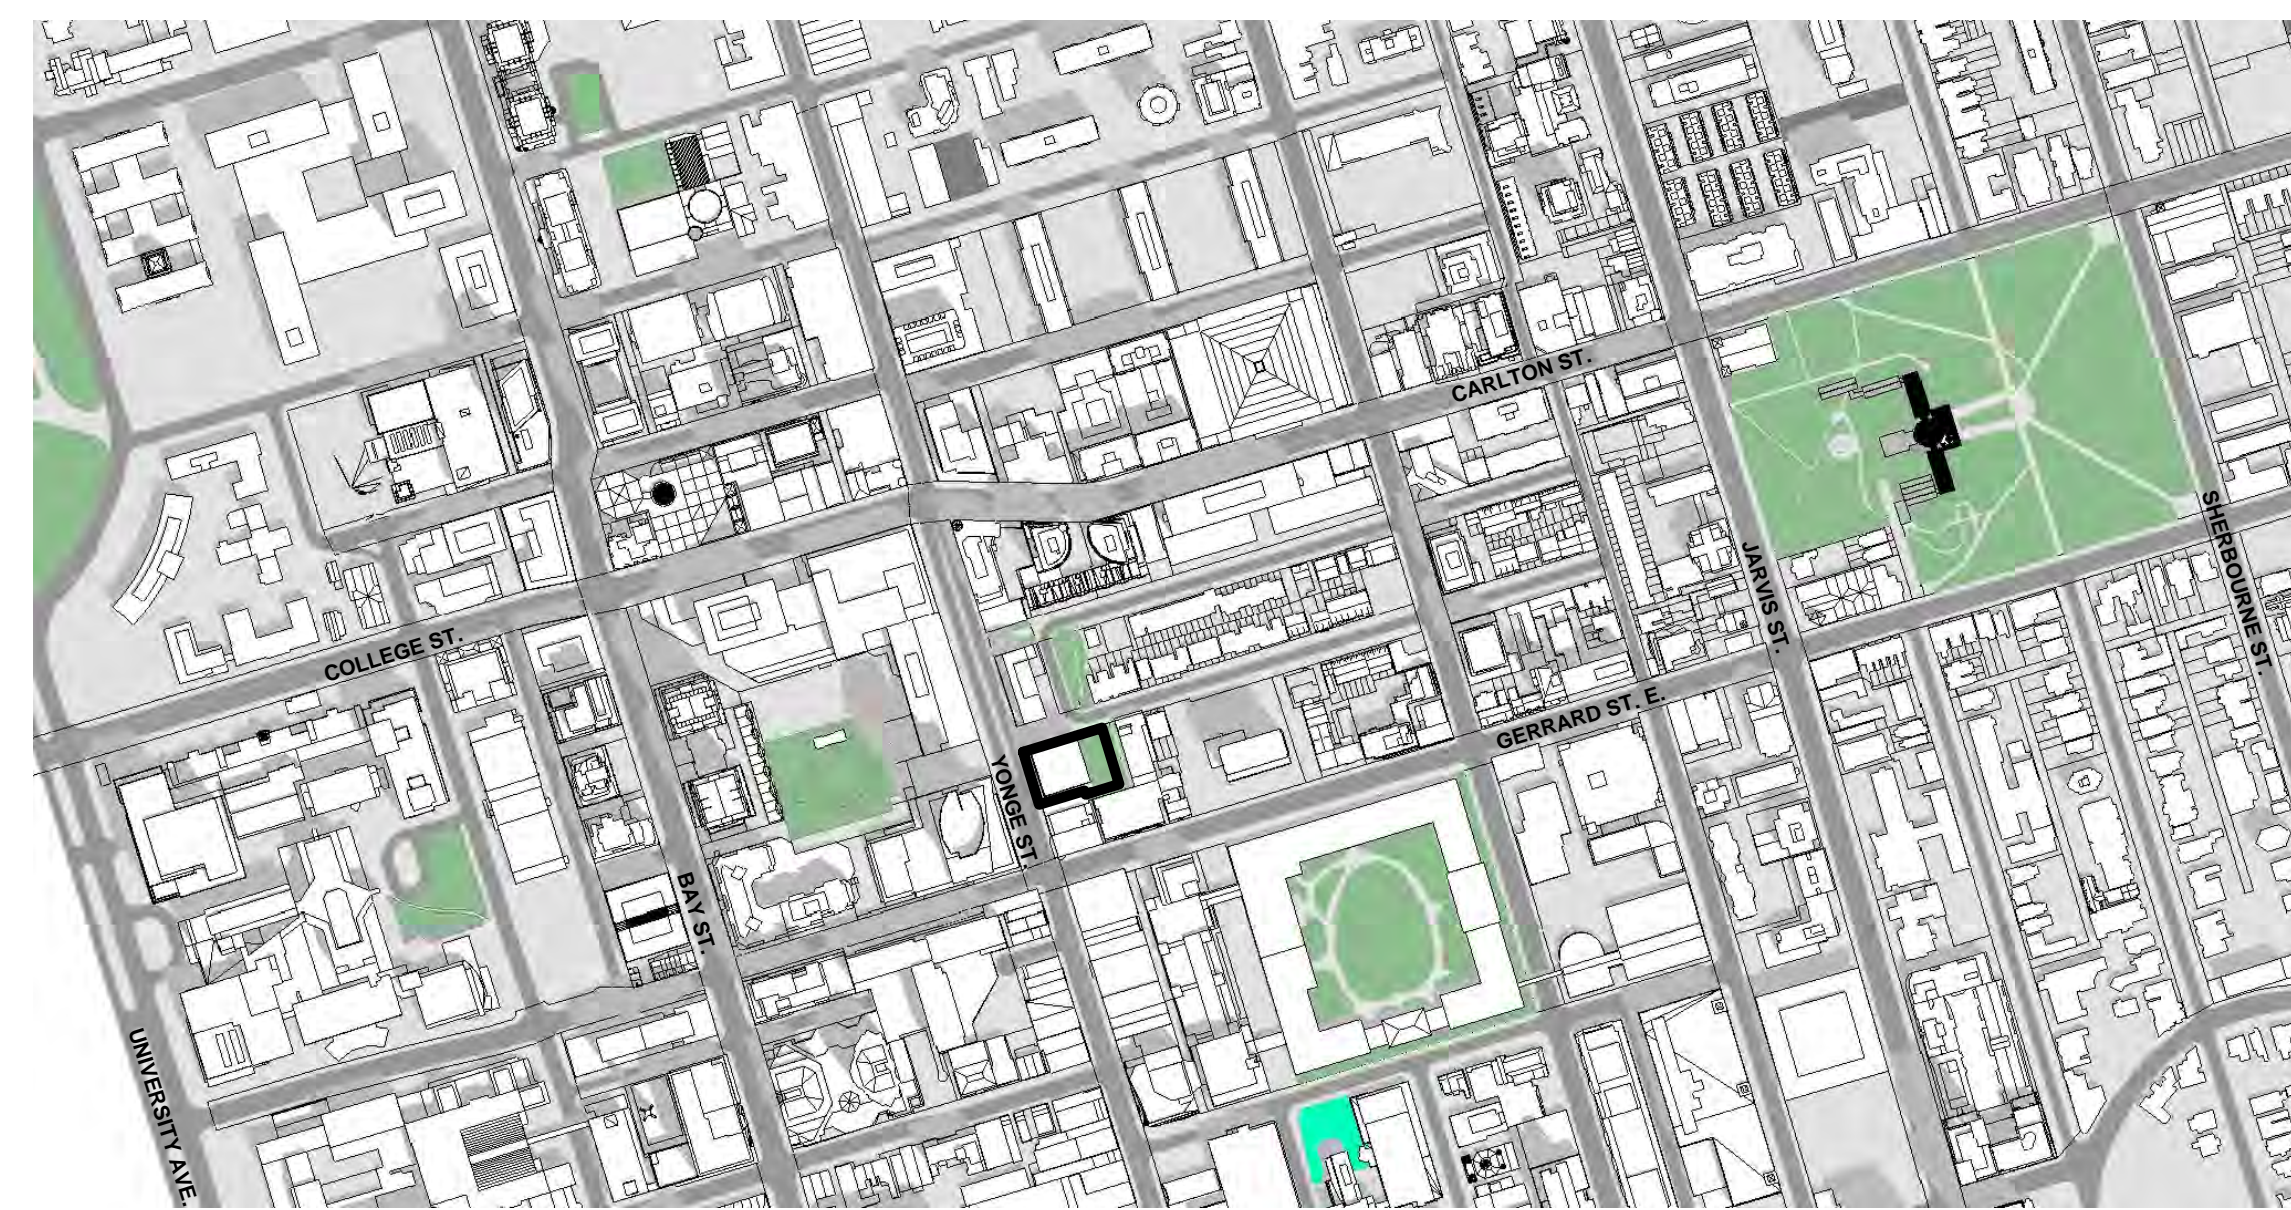 CARLTON ST.
SHERBOURNE ST.
JARVIS ST.
COLLEGE ST.
GERRARD ST. E.
YONGE ST.
BAY ST.
UNIVERSITY AVE.